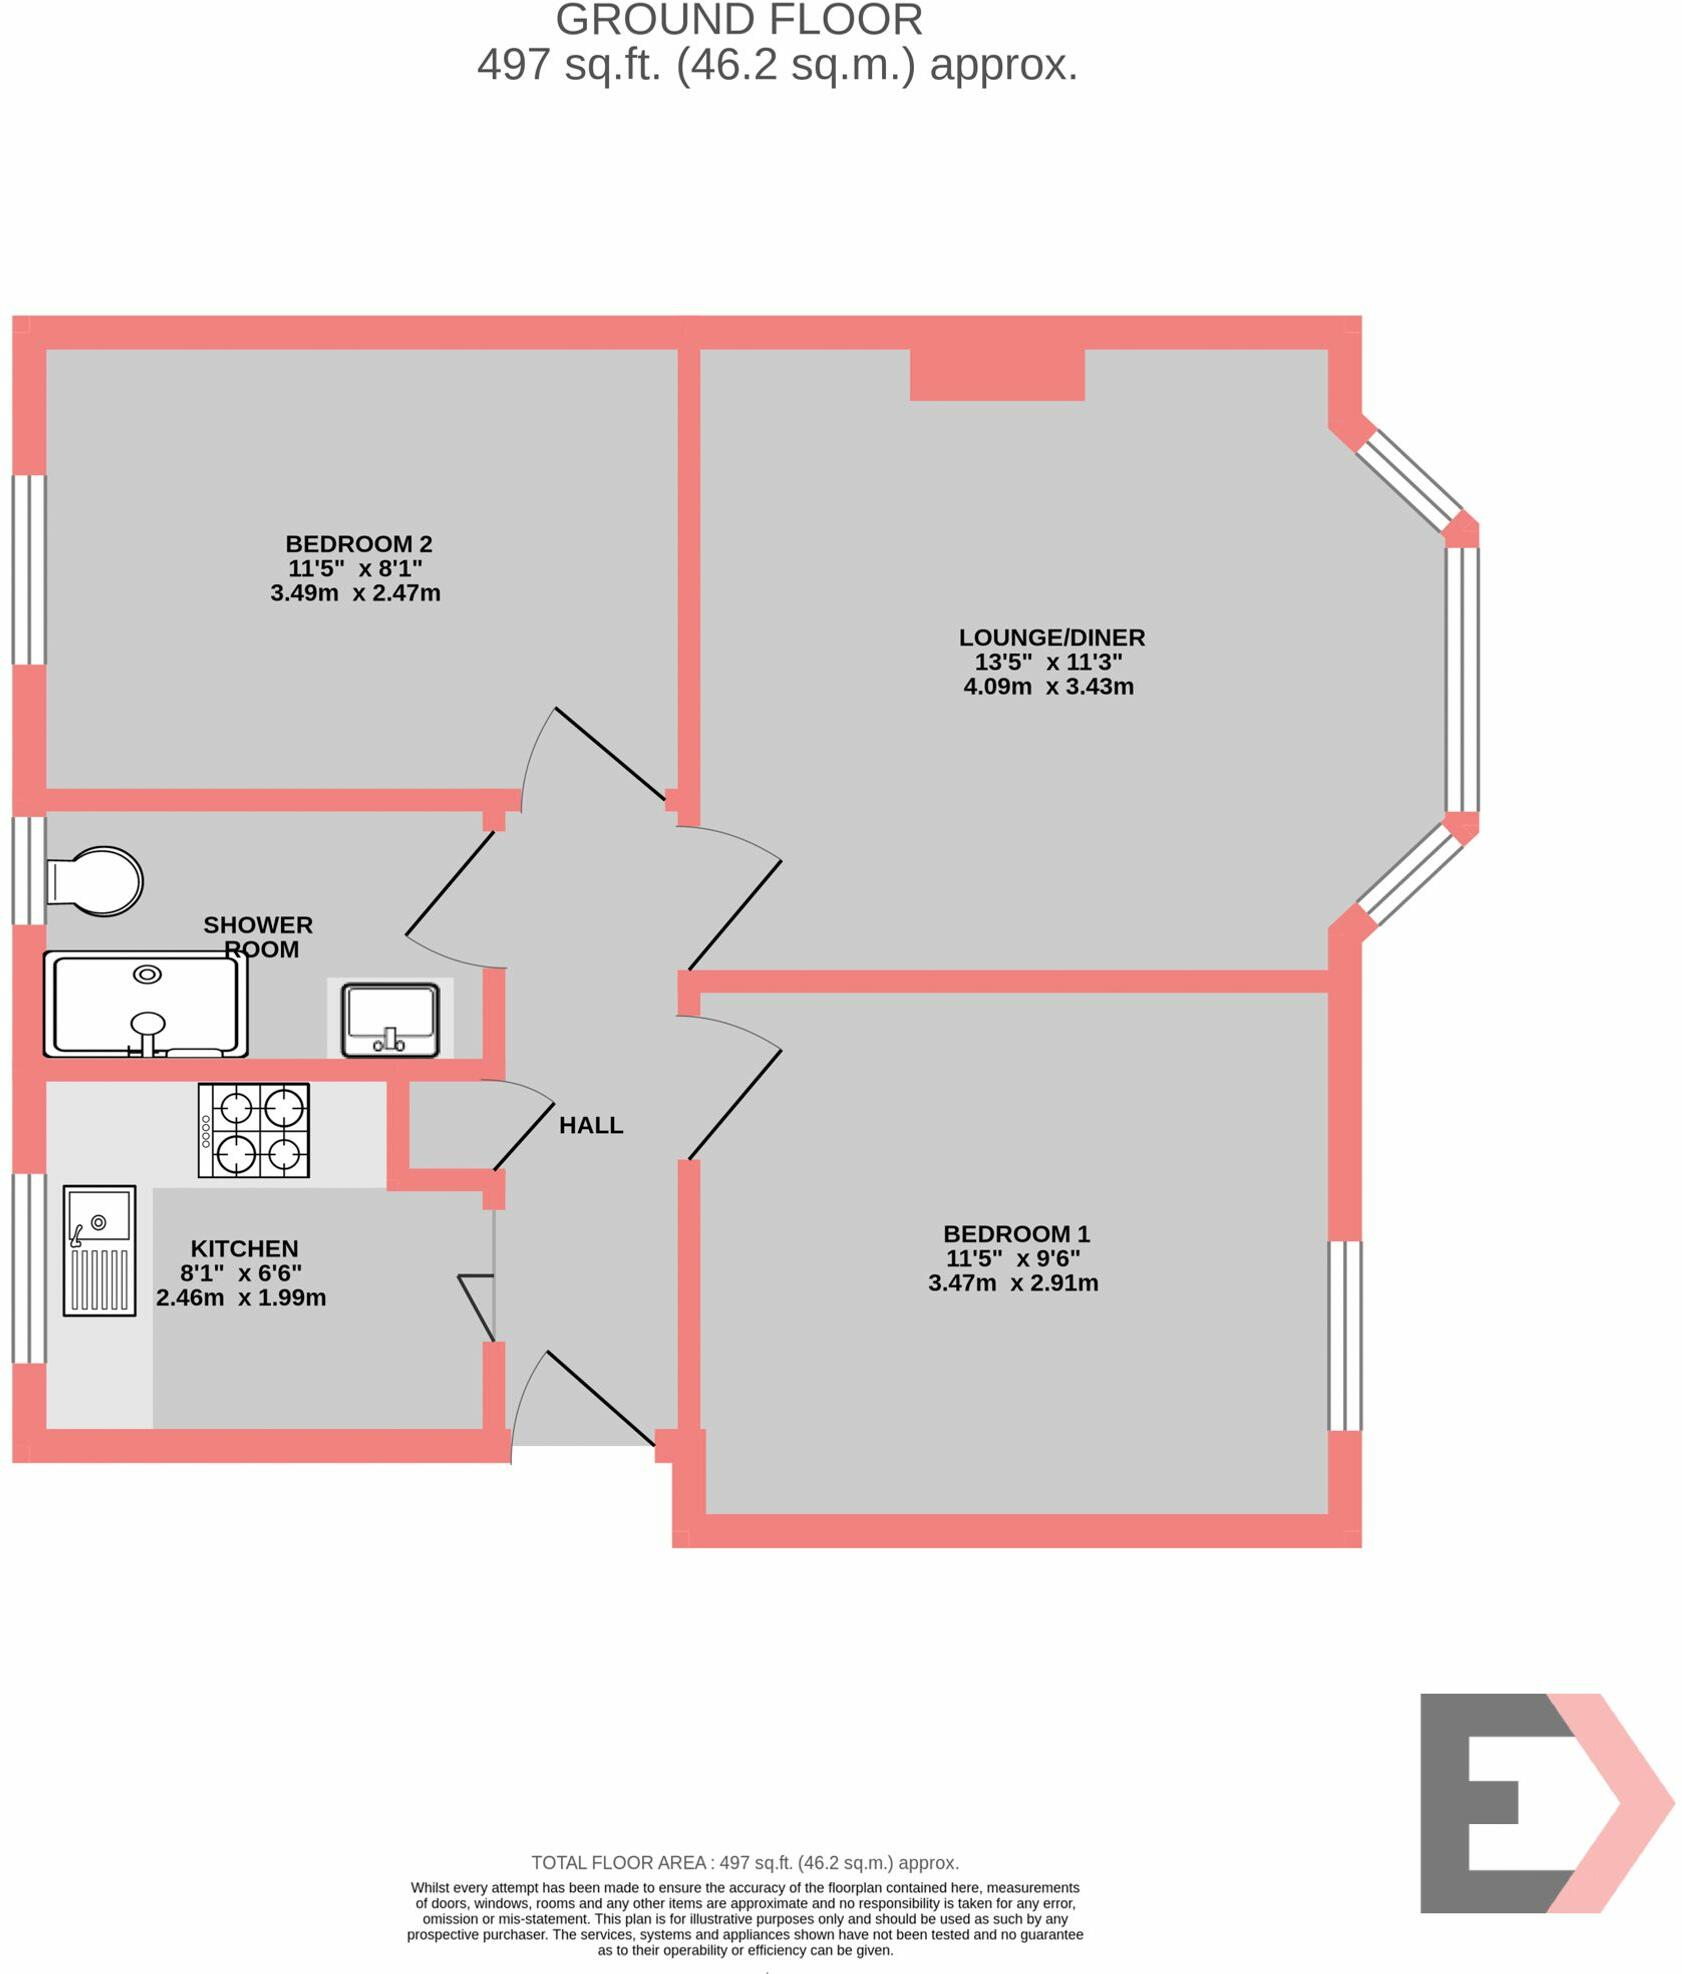 GROUND FLOOR
497 sq.ft. (46.2 sq.m.) approx.
BEDROOM 2
11'5" x 8'1"
3.49m x 2.47m
LOUNGE/DINER
13'5" x 11'3"
4.09m x 3.43m
SHOWER
ROOM
HALL
KITCHEN
8'1" x 6'6"
2.46m x 1.99m
BEDROOM 1
11'5" x 9'6"
3.47m x 2.91m
E
TOTAL FLOOR AREA : 497 sq.ft. (46.2 sq.m.) approx.
Whilst every attempt has been made to ensure the accuracy of the floorplan contained here, measurements
of doors, windows, rooms and any other items are approximate and no responsibility is taken for any error,
omission or mis-statement. This plan is for illustrative purposes only and should be used as such by any
prospective purchaser. The services, systems and appliances shown have not been tested and no guarantee
as to their operability or efficiency can be given.